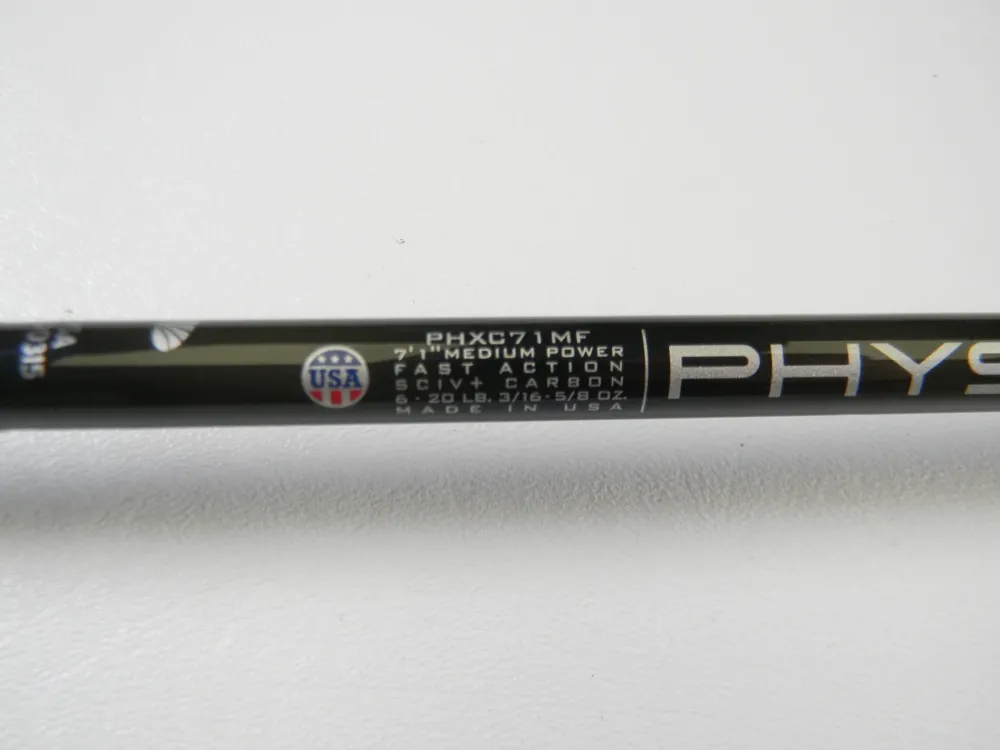 USA
PHXC71MF
7'1" MEDIUM POWER
FAST ACTION
SCIV+ CARBON
6 - 20 LB. 3/16 - 5/8 OZ.
MADE IN USA